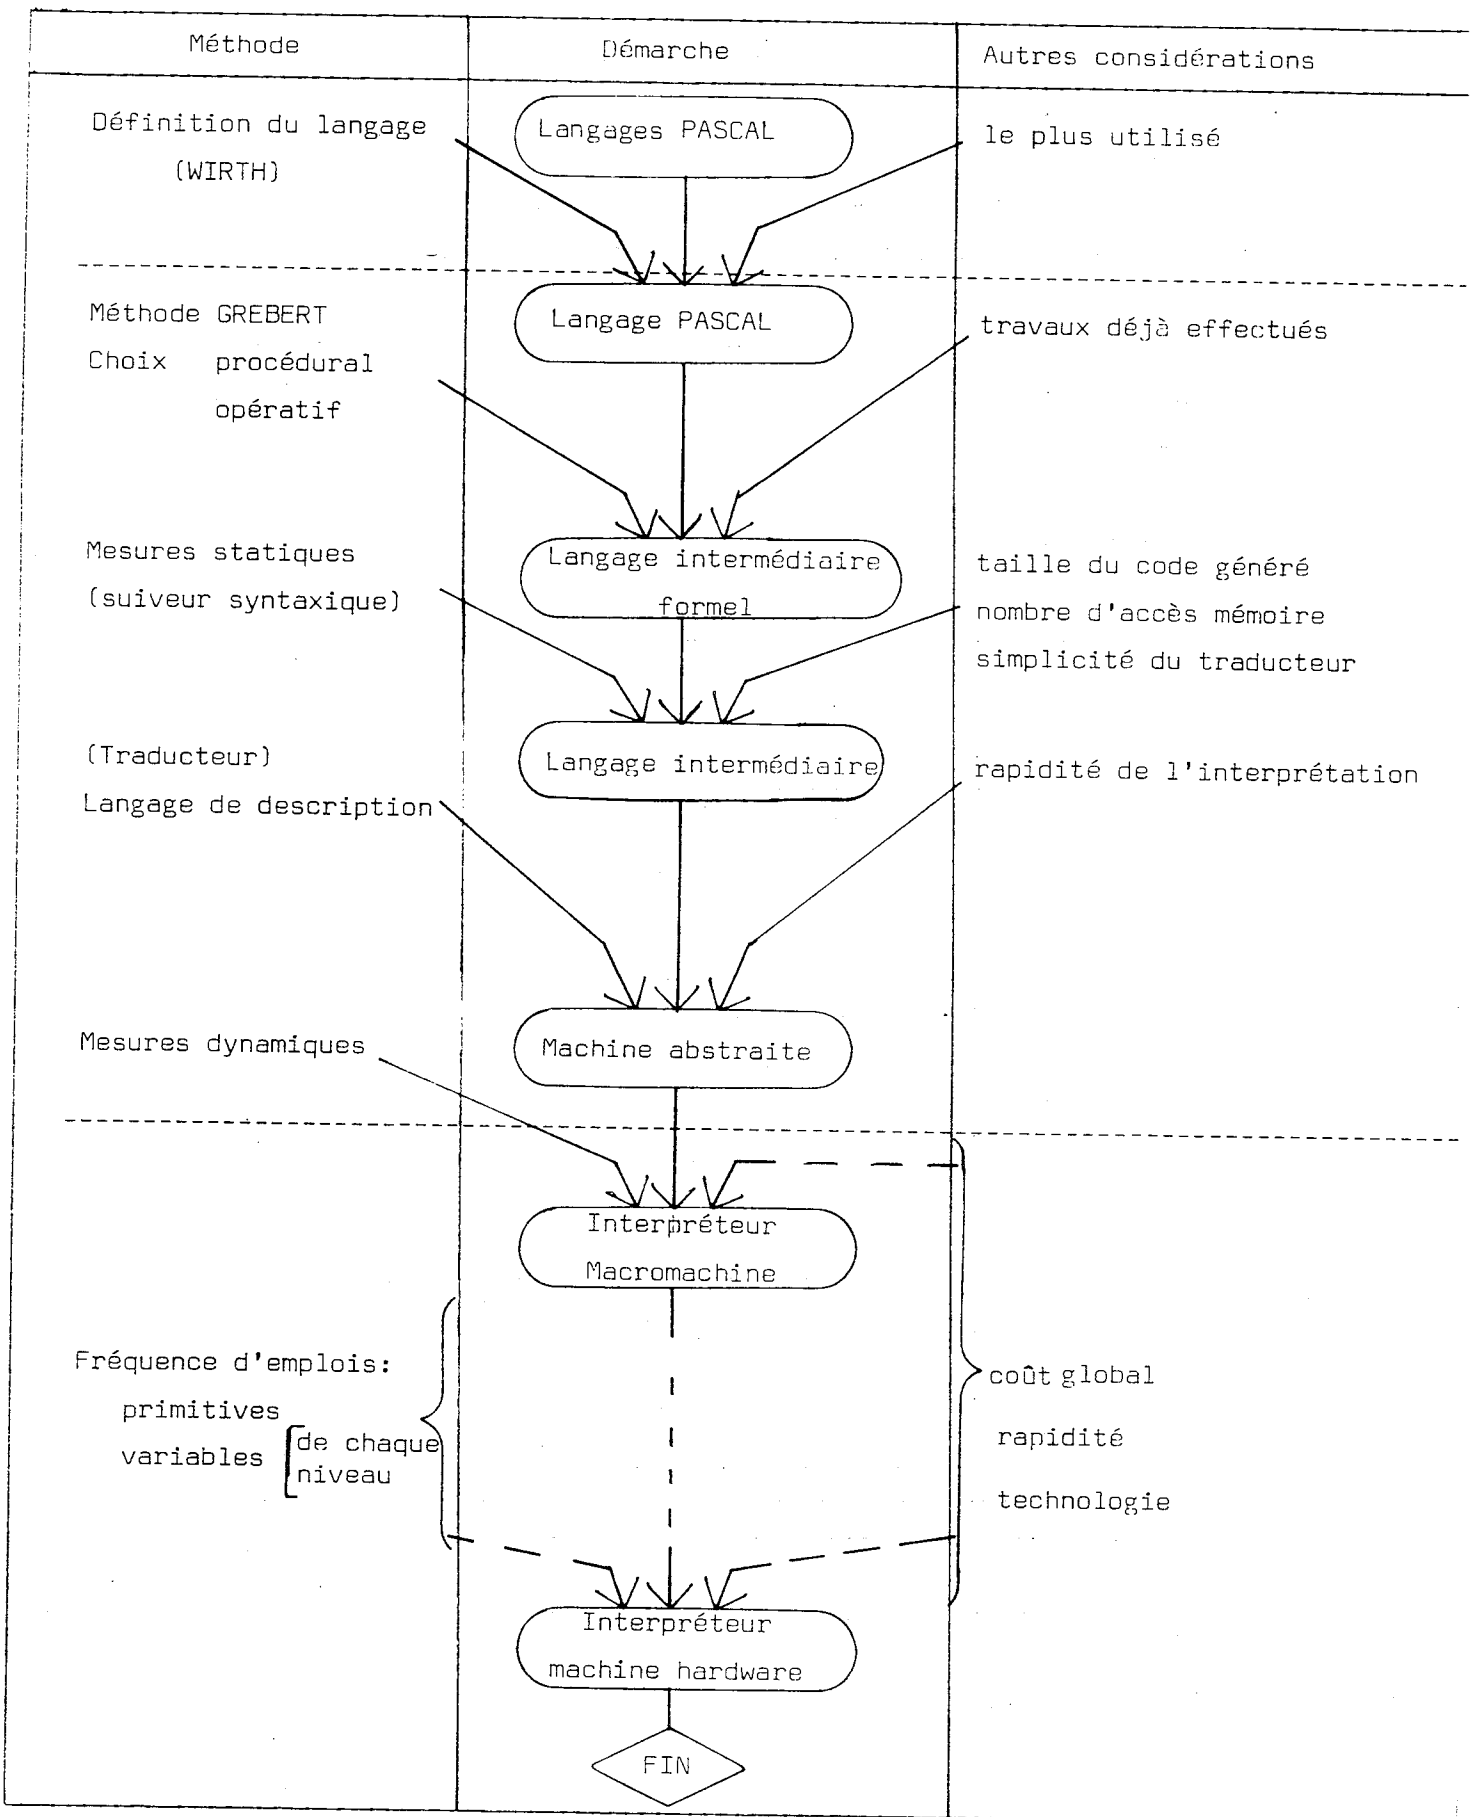 Méthode
Démarche
Autres considérations
Définition du langage
(WIRTH)
Langages PASCAL
le plus utilisé
Méthode GREBERT
Choix procédural
opératif
Langage PASCAL
travaux déjà effectués
Mesures statiques
(suiveur syntaxique)
Langage intermédiaire
formel
taille du code généré
nombre d'accès mémoire
simplicité du traducteur
(Traducteur)
Langage de description
Langage intermédiaire
rapidité de l'interprétation
Mesures dynamiques
Machine abstraite
Interpréteur
Macromachine
Fréquence d'emplois:
primitives
variables
de chaque
niveau
coût global
rapidité
technologie
Interpréteur
machine hardware
FIN